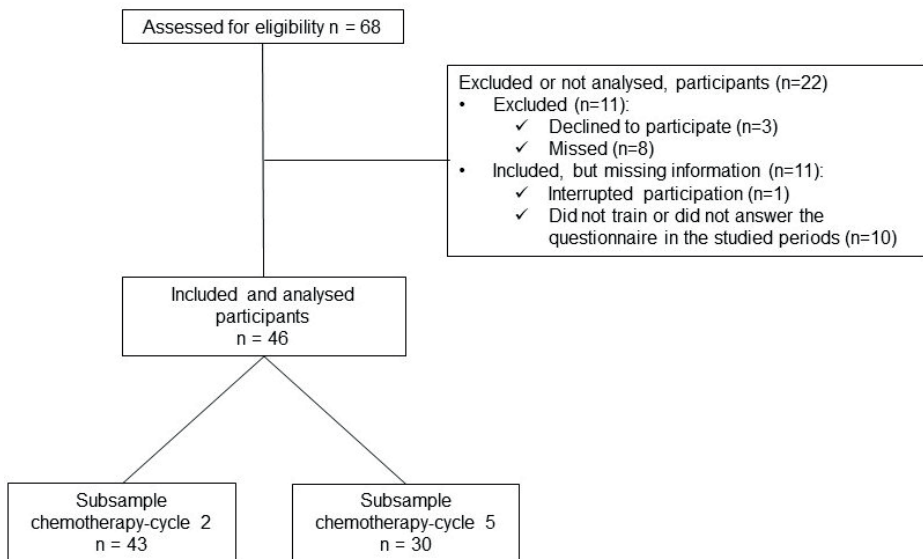 Assessed for eligibility n = 68
Excluded or not analysed, participants (n=22)
• Excluded (n=11):
✓ Declined to participate (n=3)
✓ Missed (n=8)
• Included, but missing information (n=11):
✓ Interrupted participation (n=1)
✓ Did not train or did not answer the
questionnaire in the studied periods (n=10)
Included and analysed
participants
n = 46
Subsample
chemotherapy-cycle 2
n = 43
Subsample
chemotherapy-cycle 5
n = 30